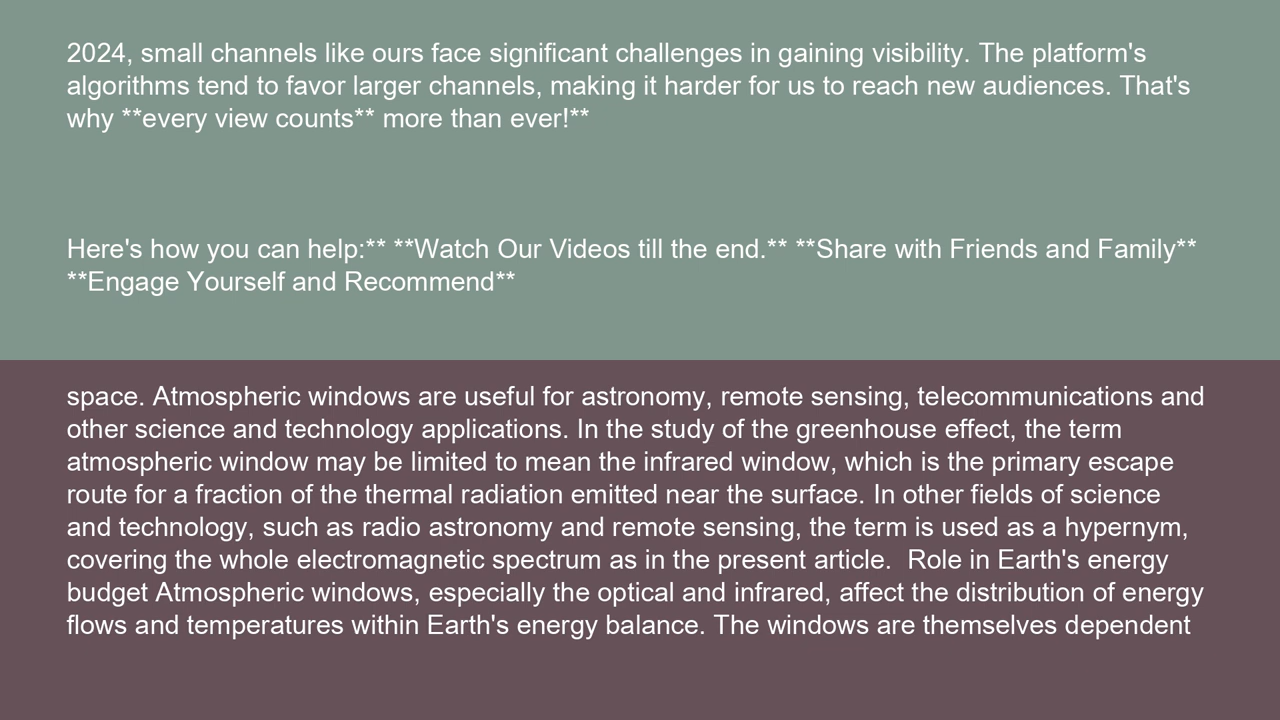 2024, small channels like ours face significant challenges in gaining visibility. The platform's
algorithms tend to favor larger channels, making it harder for us to reach new audiences. That's
why **every view counts** more than ever!**
Here's how you can help:** **Watch Our Videos till the end.** **Share with Friends and Family**
**Engage Yourself and Recommend**
space. Atmospheric windows are useful for astronomy, remote sensing, telecommunications and
other science and technology applications. In the study of the greenhouse effect, the term
atmospheric window may be limited to mean the infrared window, which is the primary escape
route for a fraction of the thermal radiation emitted near the surface. In other fields of science
and technology, such as radio astronomy and remote sensing, the term is used as a hypernym,
covering the whole electromagnetic spectrum as in the present article.  Role in Earth's energy
budget Atmospheric windows, especially the optical and infrared, affect the distribution of energy
flows and temperatures within Earth's energy balance. The windows are themselves dependent